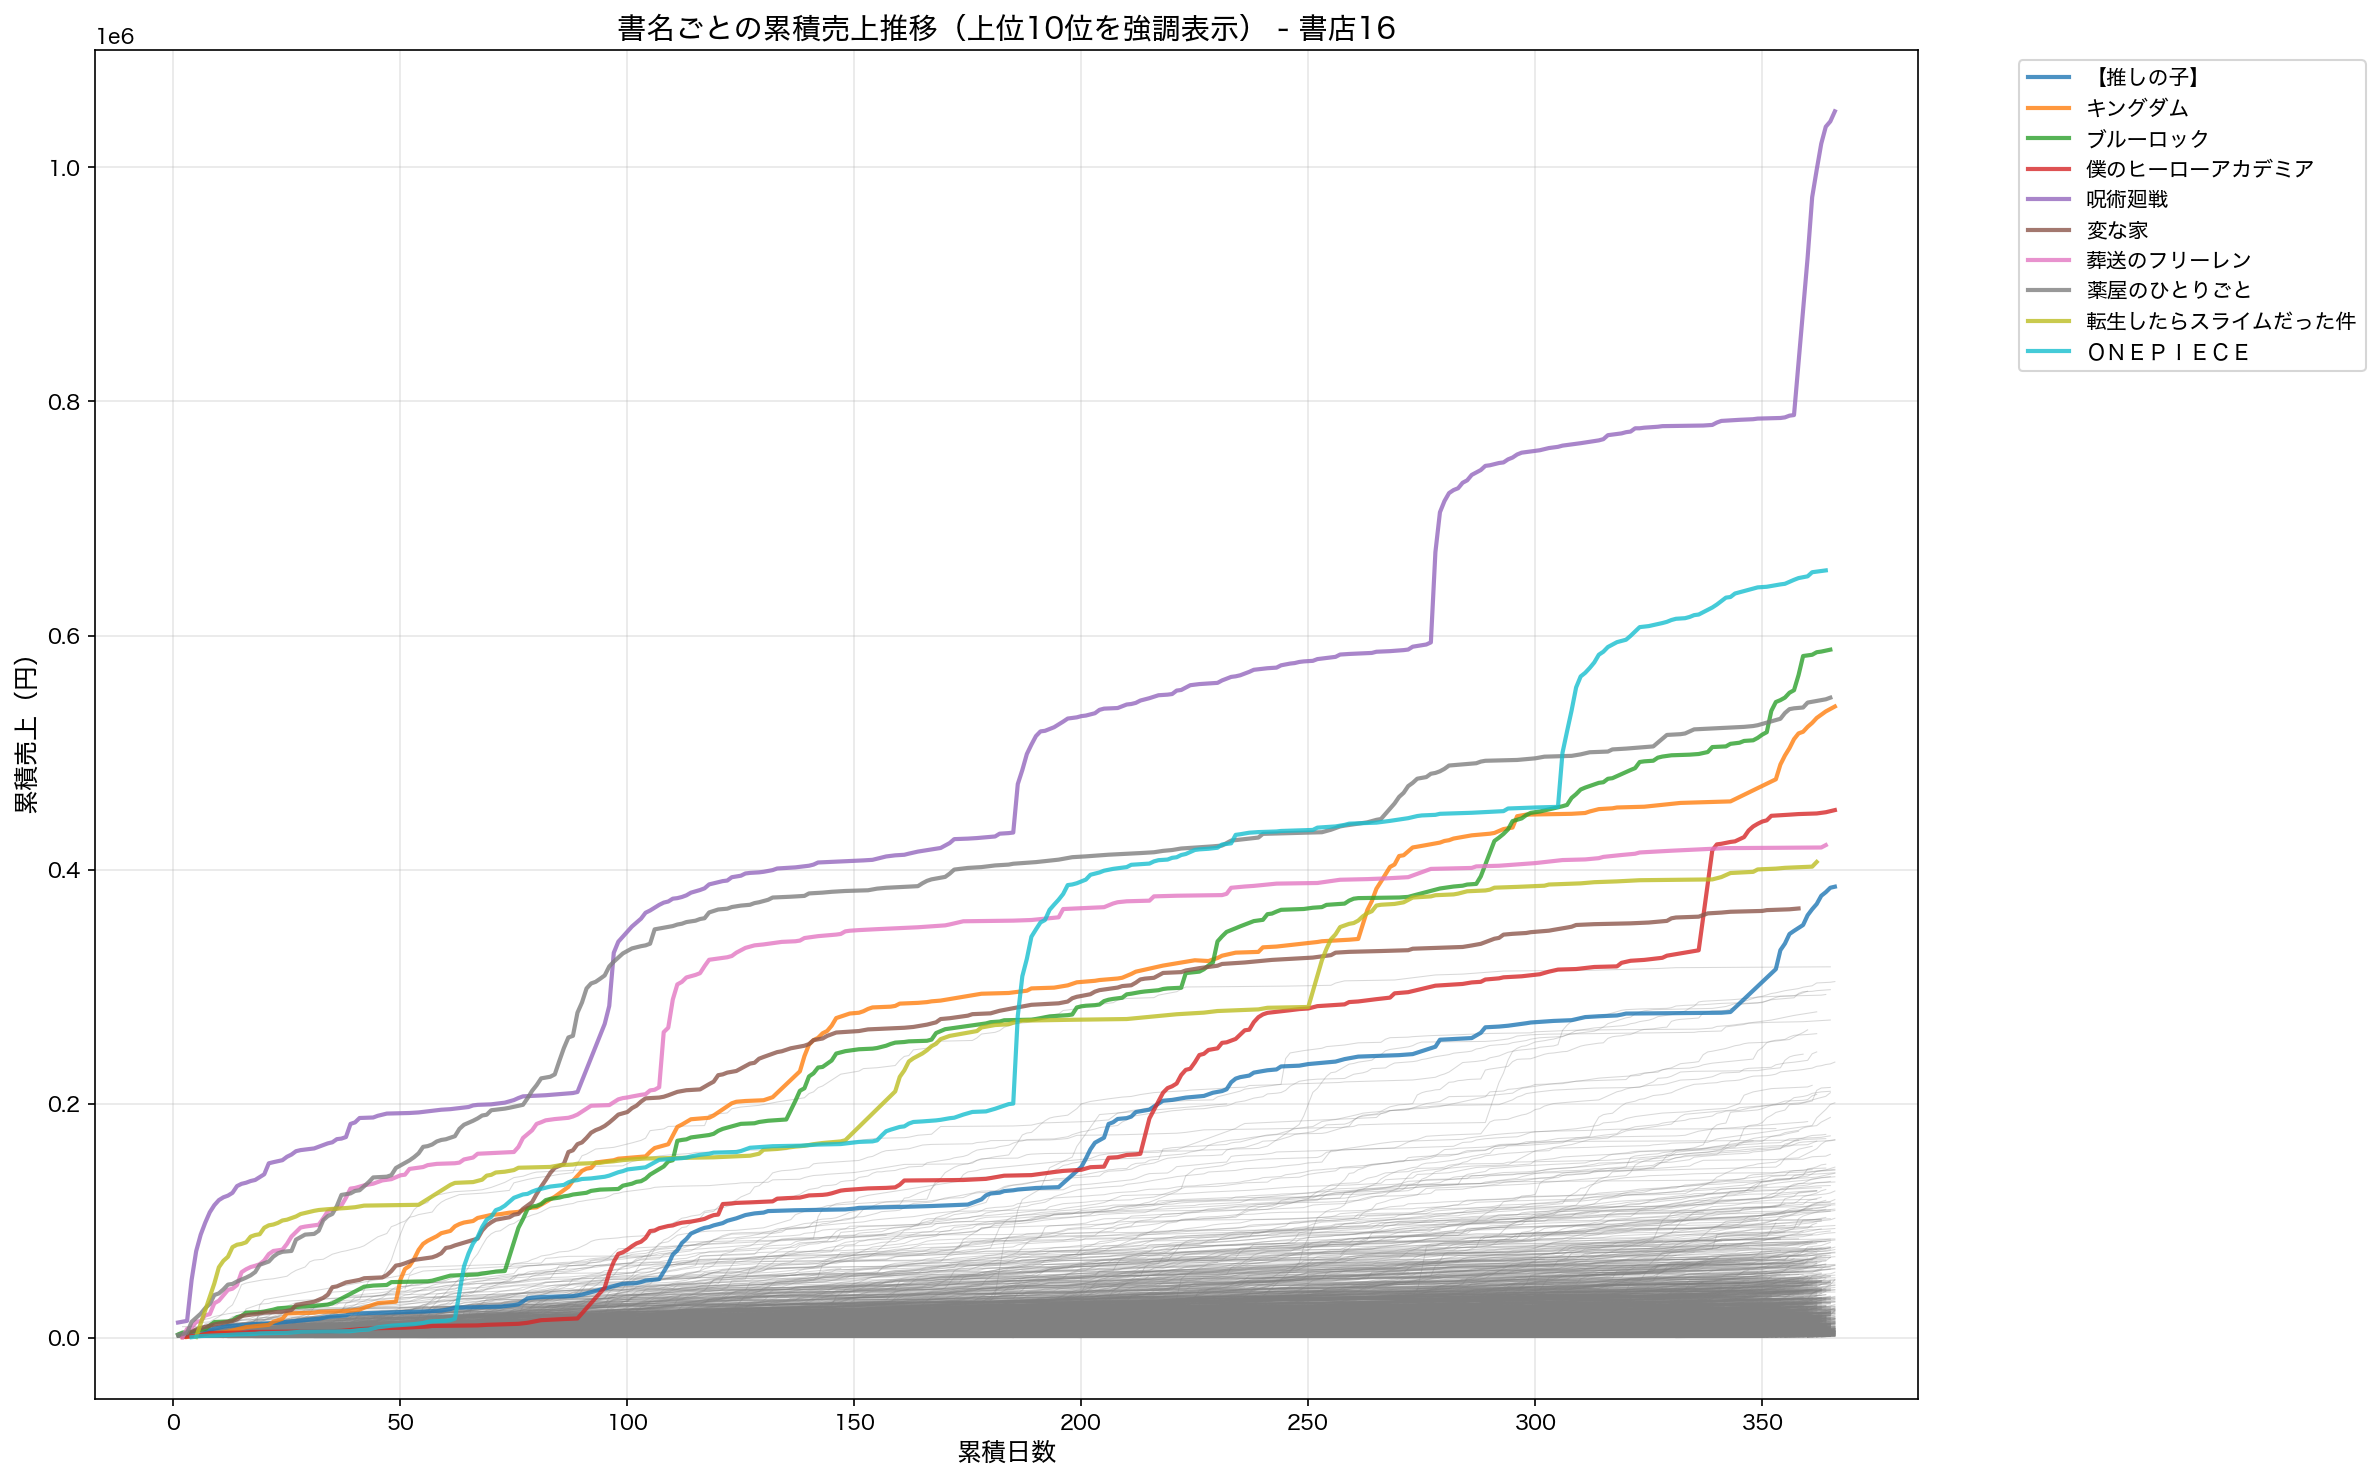 書名ごとの累積売上推移（上位10位を強調表示） - 書店16
1e6
1.0
0.8
0.6
0.4
0.2
0.0
累積売上（円）
0 50 100 150 200 250 300 350
累積日数
【推しの子】
キングダム
ブルーロック
僕のヒーローアカデミア
呪術廻戦
変な家
葬送のフリーレン
薬屋のひとりごと
転生したらスライムだった件
ＯＮＥＰＩＥＣＥ